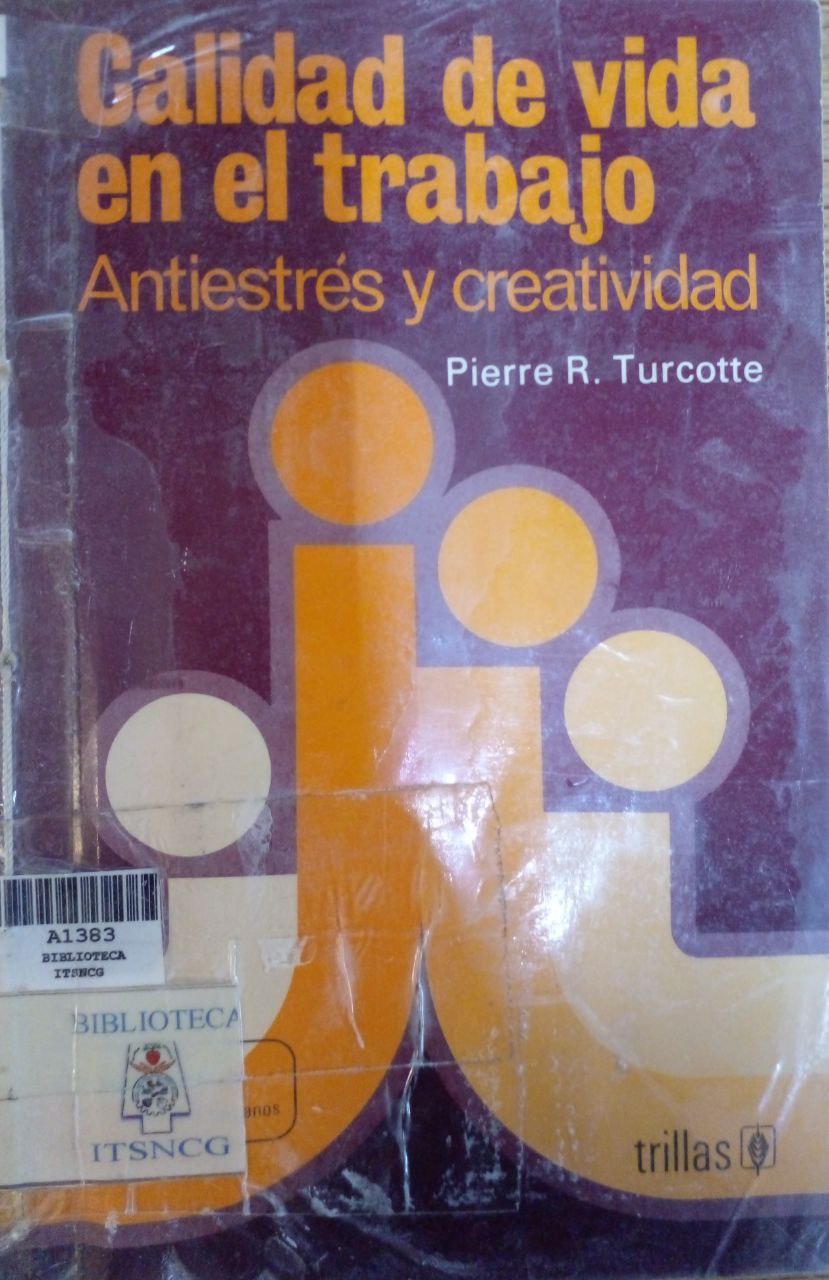 Calidad de vida
en el trabajo
Antiestrés y creatividad
Pierre R. Turcotte
A1383
BIBLIOTECA
ITSNCG
BIBLIOTECA
ITSNCG
trillas